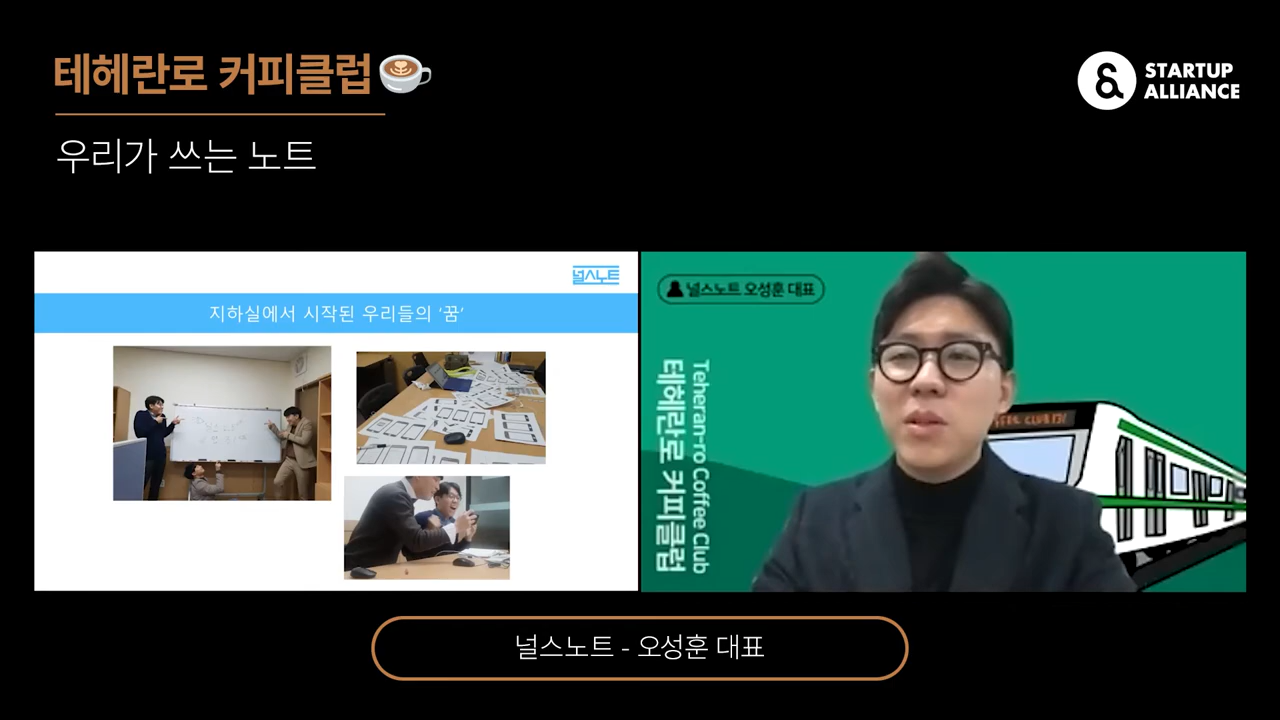 테헤란로 커피클럽
STARTUP
ALLIANCE
우리가 쓰는 노트
널스노트
지하실에서 시작된 우리들의 '꿈'
널스노트 오성훈 대표
Teheran-ro Coffee Club
테헤란로 커피클럽
널스노트 - 오성훈 대표